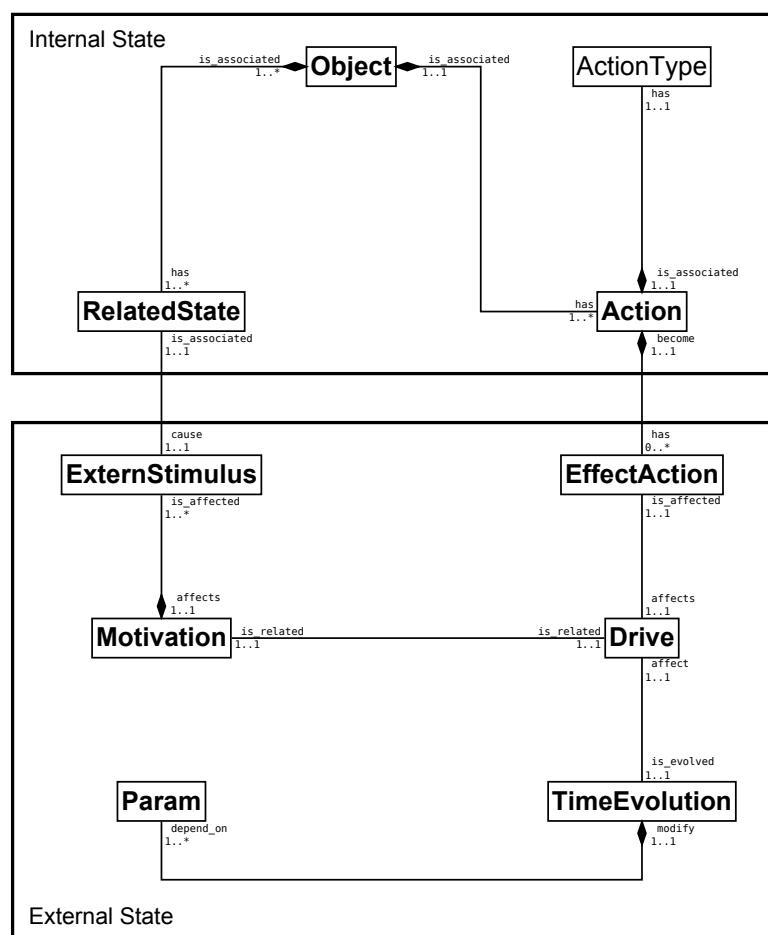 Internal State
is_associated
1..*
Object
is_associated
1..1
ActionType
has
1..1
has
1..*
RelatedState
is_associated
1..1
has
1..*
is_associated
1..1
Action
become
1..1
cause
1..1
ExternStimulus
is_affected
1..*
has
0..*
EffectAction
is_affected
1..1
affects
1..1
Motivation
is_related
1..1
is_related
1..1
affects
1..1
Drive
affect
1..1
is_evolved
1..1
Param
depend_on
1..*
TimeEvolution
modify
1..1
External State